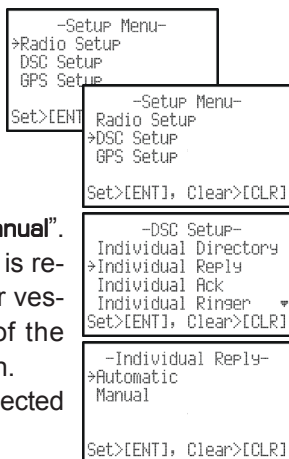 -Setup Menu-
→Radio Setup
DSC Setup
GPS Setup
Set>[ENT
-Setup Menu-
Radio Setup
→DSC Setup
GPS Setup
Set>[ENT], Clear>[CLR]
anual”.
is re-
r ves-
of the
n.
ected
-DSC Setup-
Individual Directory
→Individual Reply
Individual Ack
Individual Ringer
Set>[ENT], Clear>[CLR]
-Individual Reply-
→Automatic
Manual
Set>[ENT], Clear>[CLR]